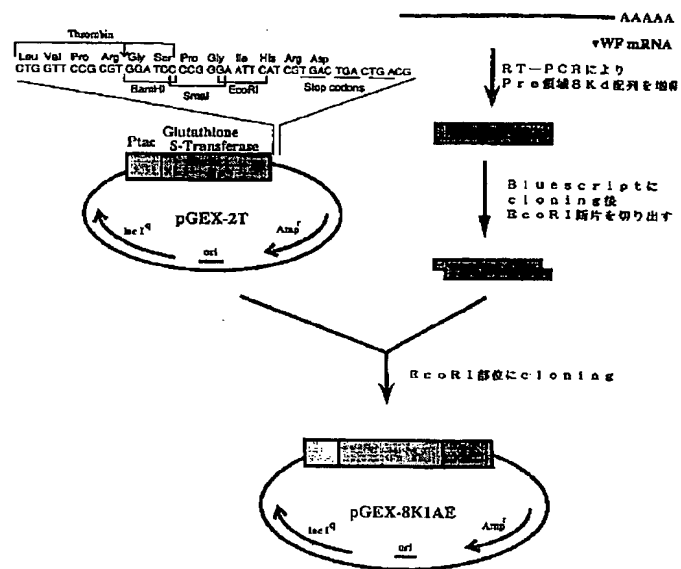 Thrombin
Leu Val Pro Arg Gly Ser Pro Gly Ile His Arg Asp
CTG GTT CCG CGT GGA TCC CCG GGA ATT CAT CGT GAC TGA CTG ACG
BamHI
SmaI
EcoRI
Stop codons
Ptac
Glutathione
S-Transferase
pGEX-2T
lac I q
ori
Amp r
AAAAA
vWF mRNA
RT-PCRにより
Pro領域8Kd配列を増幅
Bluescriptに
cloning後
EcoRI断片を切り出す
EcoRI部位にcloning
pGEX-8K1AE
lac I q
ori
Amp r